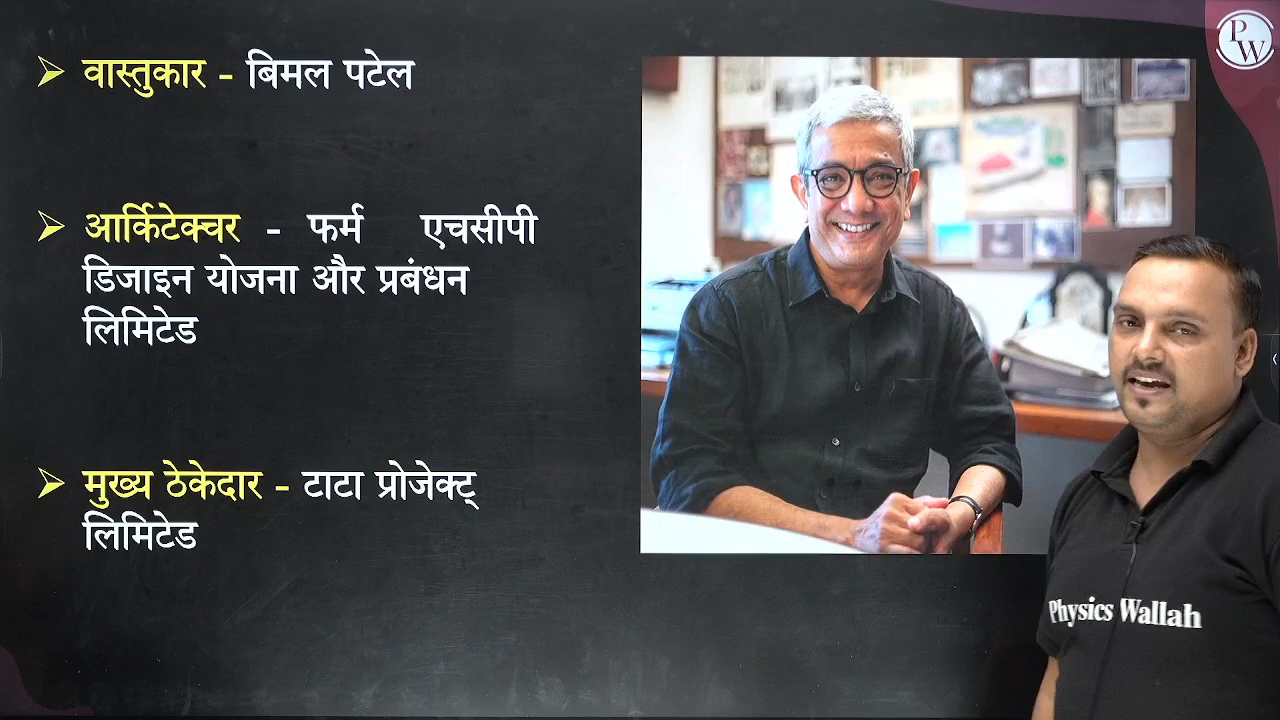 वास्तुकार - बिमल पटेल
आर्किटेक्चर - फर्म एचसीपी
डिजाइन योजना और प्रबंधन
लिमिटेड
मुख्य ठेकेदार - टाटा प्रोजेक्ट्
लिमिटेड
PW
Physics Wallah